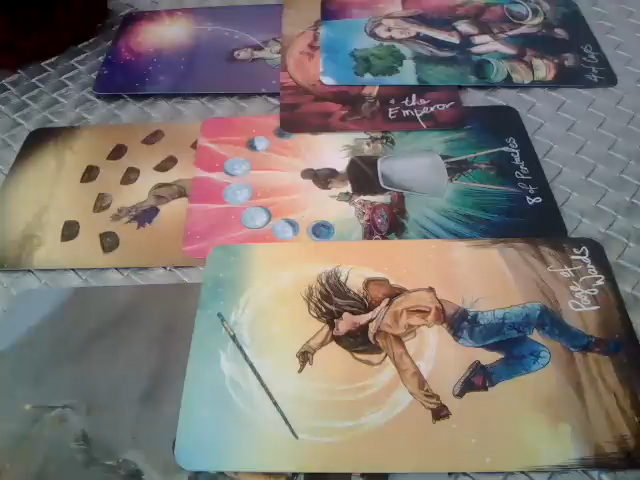 4 of Cups
the
Emperor
8 of Pentacles
Page of
Wands